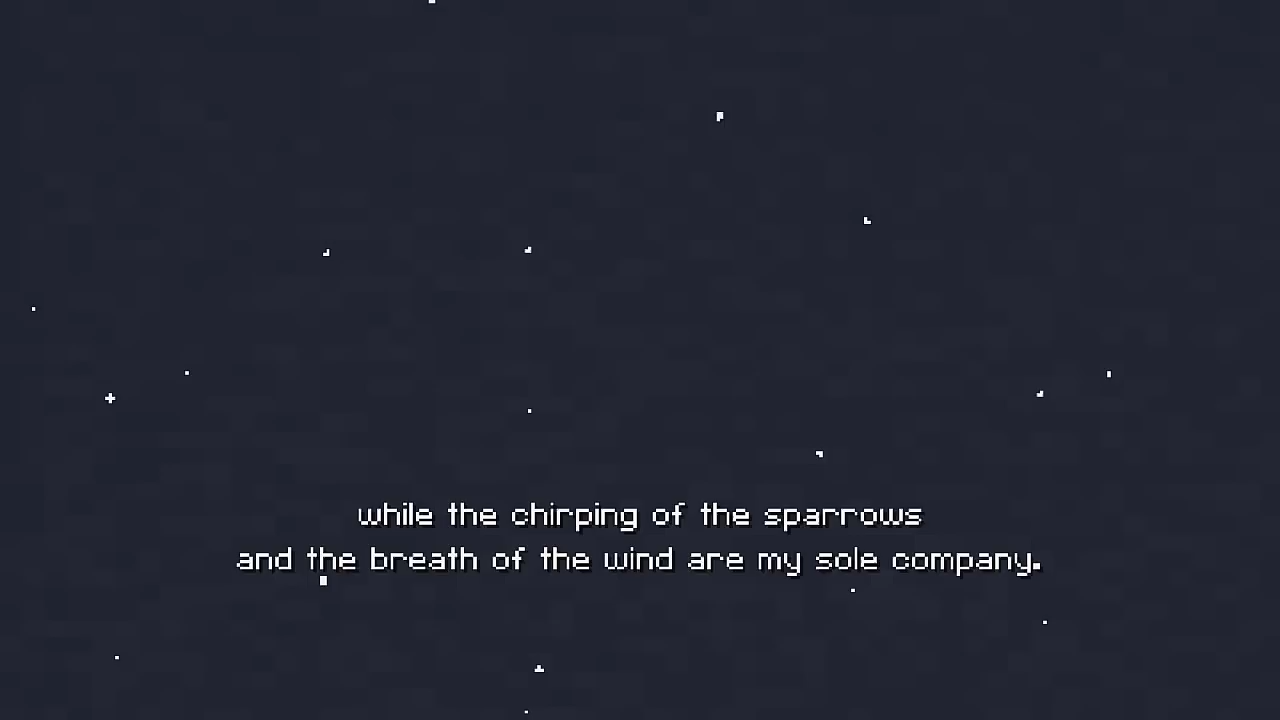 while the chirping of the sparrows
and the breath of the wind are my sole company.